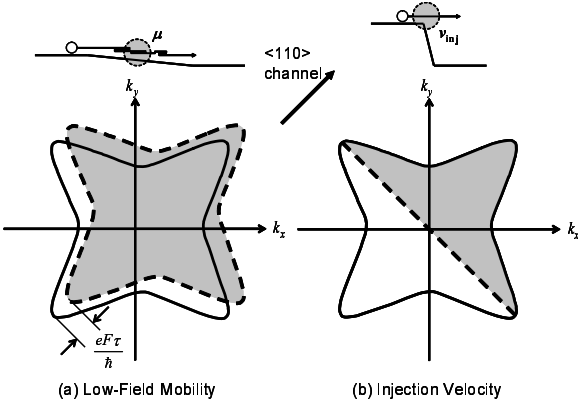 μ
v_inj
<110>
channel
k_y
k_y
k_x
k_x
eFτ
ħ
(a) Low-Field Mobility
(b) Injection Velocity